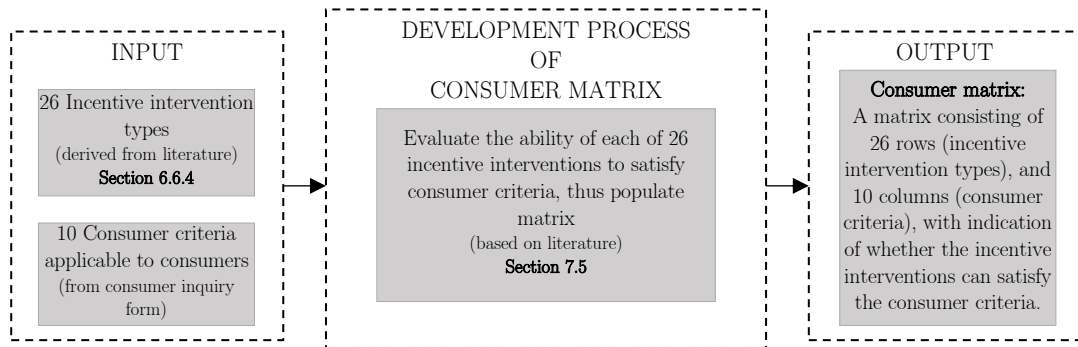 INPUT
26 Incentive intervention
types
(derived from literature)
Section 6.6.4
10 Consumer criteria
applicable to consumers
(from consumer inquiry
form)
DEVELOPMENT PROCESS
OF
CONSUMER MATRIX
Evaluate the ability of each of 26
incentive interventions to satisfy
consumer criteria, thus populate
matrix
(based on literature)
Section 7.5
OUTPUT
Consumer matrix:
A matrix consisting of
26 rows (incentive
intervention types), and
10 columns (consumer
criteria), with indication
of whether the incentive
interventions can satisfy
the consumer criteria.